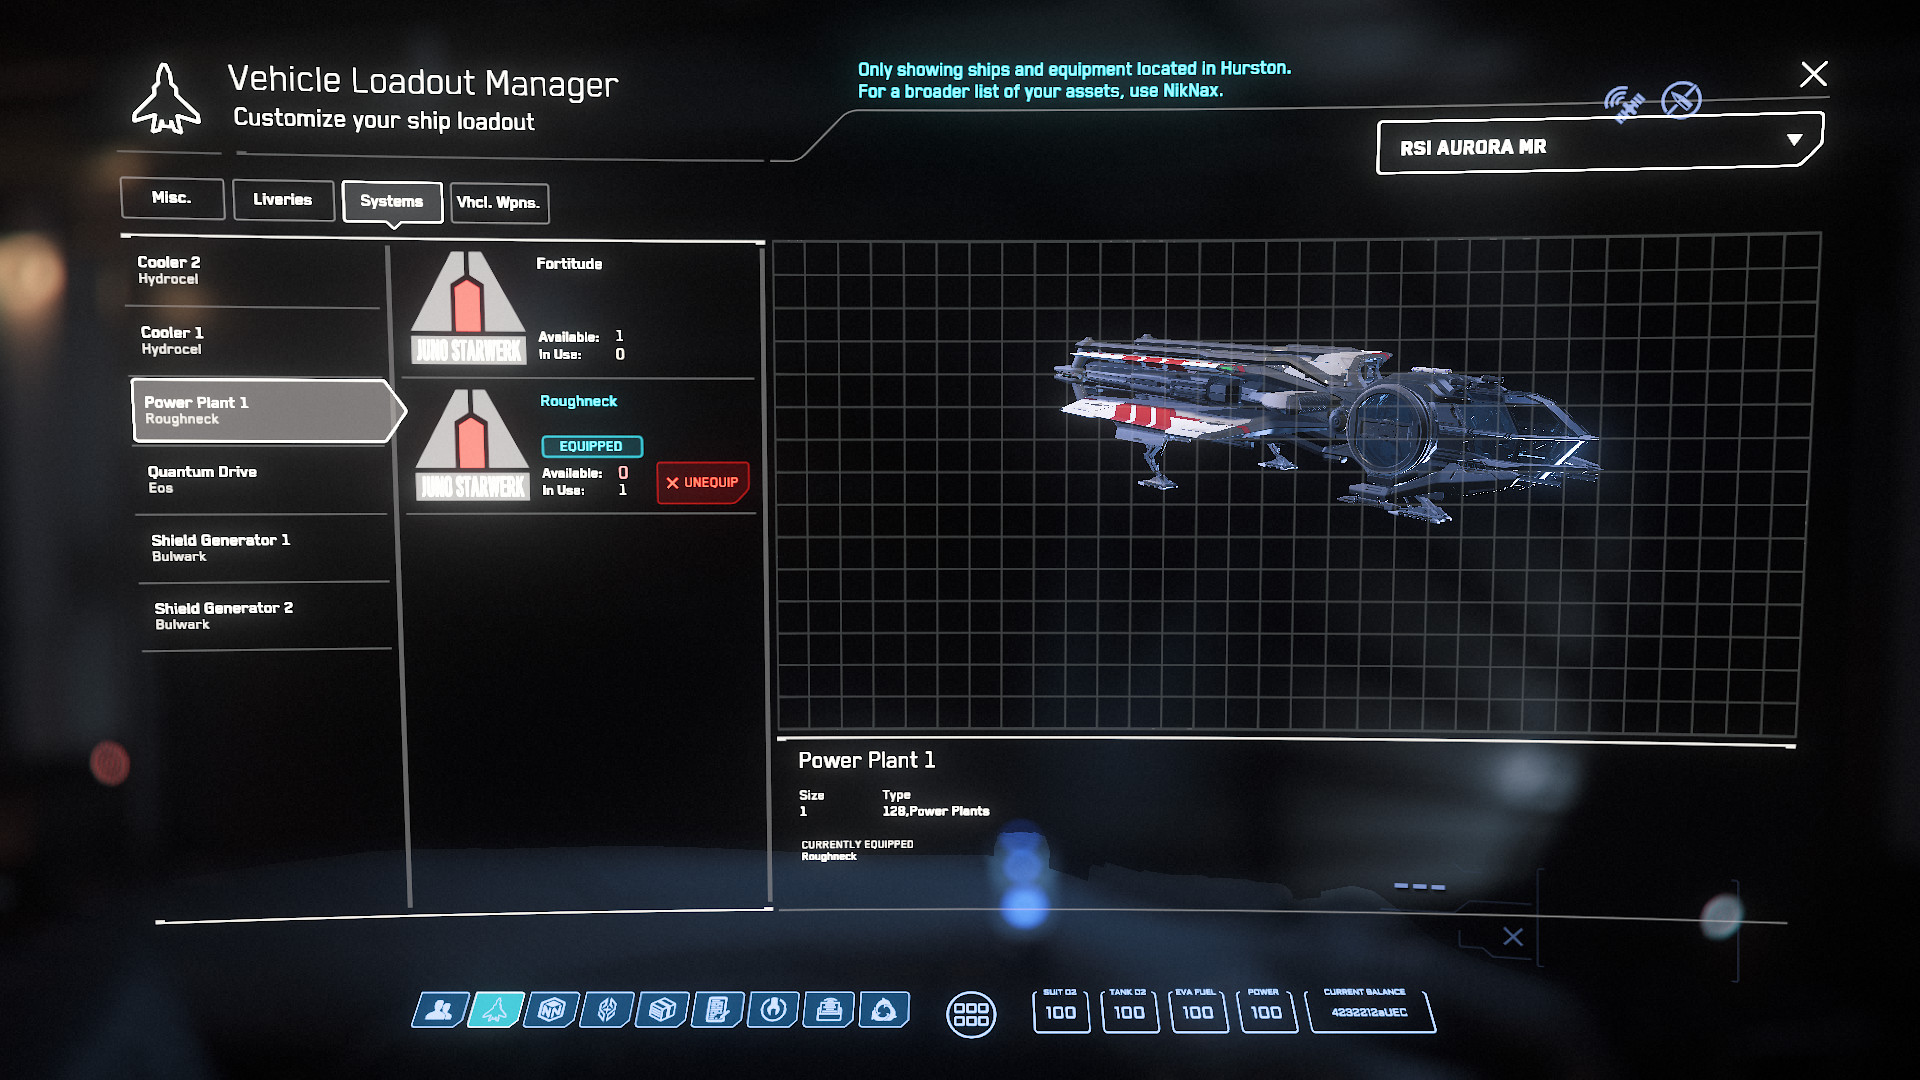 Vehicle Loadout Manager
Customize your ship loadout
Only showing ships and equipment located in Hurston.
For a broader list of your assets, use NikNax.
RSI AURORA MR
Misc.
Liveries
Systems
Vhcl. Wpns.
Cooler 2
Hydrocel
Cooler 1
Hydrocel
Power Plant 1
Roughneck
Quantum Drive
Eos
Shield Generator 1
Bulwark
Shield Generator 2
Bulwark
Fortitude
JUNO STARWERK
Available: 1
In Use: 0
Roughneck
EQUIPPED
JUNO STARWERK
Available: 0
In Use: 1
UNEQUIP
Power Plant 1
Size
Type
1
128,Power Plants
CURRENTLY EQUIPPED
Roughneck
SUIT O2
100
TANK O2
100
EVA FUEL
100
POWER
100
CURRENT BALANCE
4232212aUEC